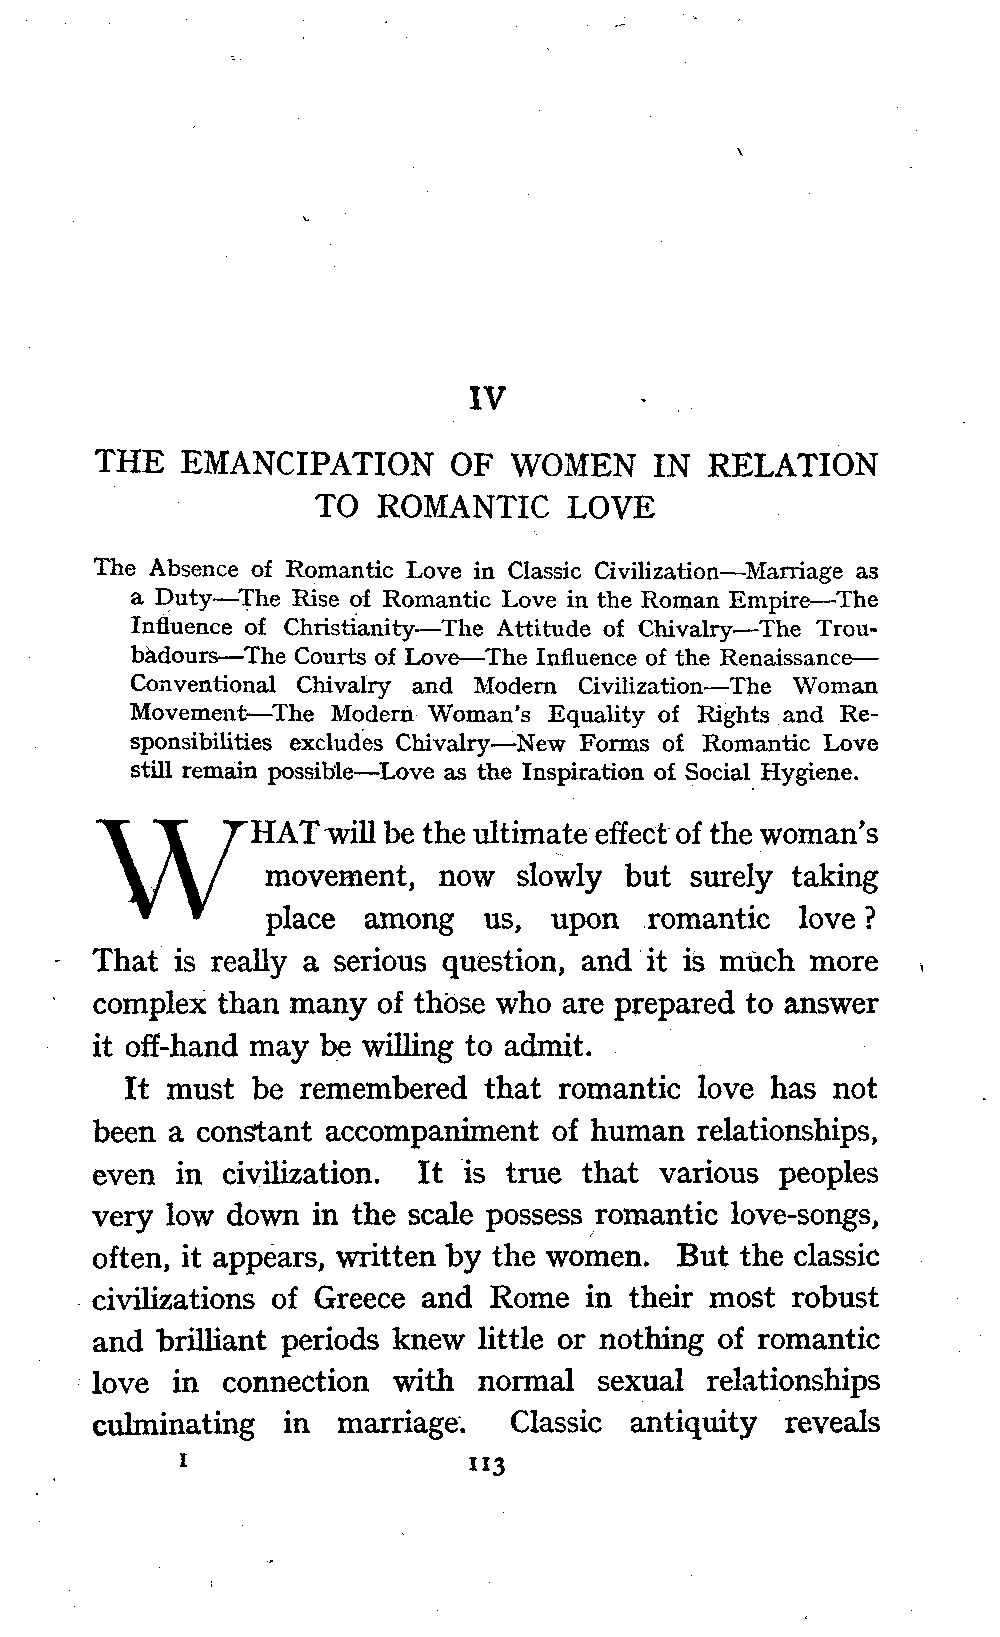 IV
THE EMANCIPATION OF WOMEN IN RELATION
TO ROMANTIC LOVE
The Absence of Romantic Love in Classic Civilization—Marriage as
a Duty—The Rise of Romantic Love in the Roman Empire—The
Influence of Christianity—The Attitude of Chivalry—The Trou-
badours—The Courts of Love—The Influence of the Renaissance—
Conventional Chivalry and Modern Civilization—The Woman
Movement—The Modern Woman's Equality of Rights and Re-
sponsibilities excludes Chivalry—New Forms of Romantic Love
still remain possible—Love as the Inspiration of Social Hygiene.
WHAT will be the ultimate effect of the woman's
movement, now slowly but surely taking
place among us, upon romantic love?
That is really a serious question, and it is much more
complex than many of those who are prepared to answer
it off-hand may be willing to admit.
It must be remembered that romantic love has not
been a constant accompaniment of human relationships,
even in civilization. It is true that various peoples
very low down in the scale possess romantic love-songs,
often, it appears, written by the women. But the classic
civilizations of Greece and Rome in their most robust
and brilliant periods knew little or nothing of romantic
love in connection with normal sexual relationships
culminating in marriage. Classic antiquity reveals
I 113